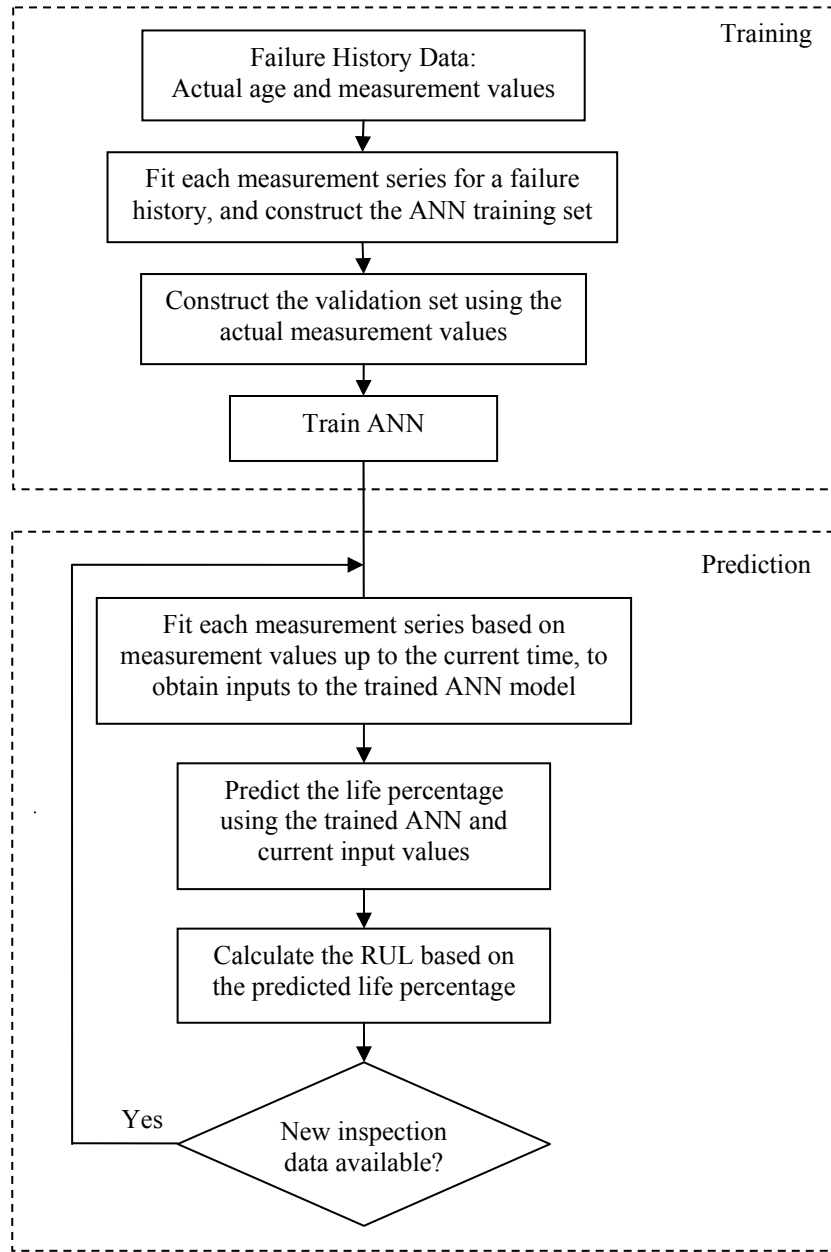 Training
Failure History Data:
Actual age and measurement values
Fit each measurement series for a failure
history, and construct the ANN training set
Construct the validation set using the
actual measurement values
Train ANN
Prediction
Fit each measurement series based on
measurement values up to the current time, to
obtain inputs to the trained ANN model
Predict the life percentage
using the trained ANN and
current input values
Calculate the RUL based on
the predicted life percentage
Yes
New inspection
data available?